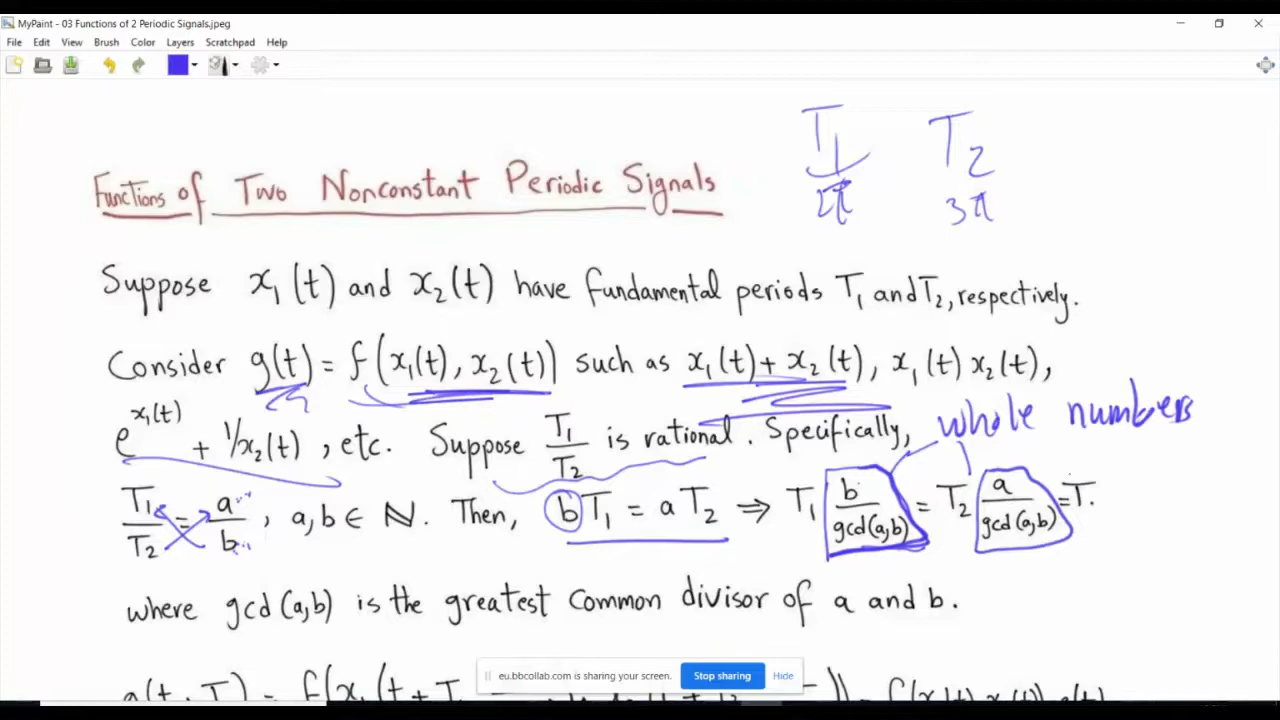 MyPaint - 03 Functions of 2 Periodic Signals.jpeg
File Edit View Brush Color Layers Scratchpad Help
T₁ T₂
2π 3π
Functions of Two Nonconstant Periodic Signals
Suppose x₁(t) and x₂(t) have fundamental periods T₁ and T₂, respectively.
Consider g(t) = f(x₁(t), x₂(t)) such as x₁(t) + x₂(t), x₁(t) x₂(t),
whole numbers
e^x₁(t) + 1/x₂(t), etc. Suppose T₁/T₂ is rational. Specifically,
T₁/T₂ = a/b, a,b ∈ ℕ. Then, bT₁ = aT₂ ⇒ T₁ b/gcd(a,b) = T₂ a/gcd(a,b) = T.
where gcd(a,b) is the greatest common divisor of a and b.
eu.bbcollab.com is sharing your screen. Stop sharing Hide